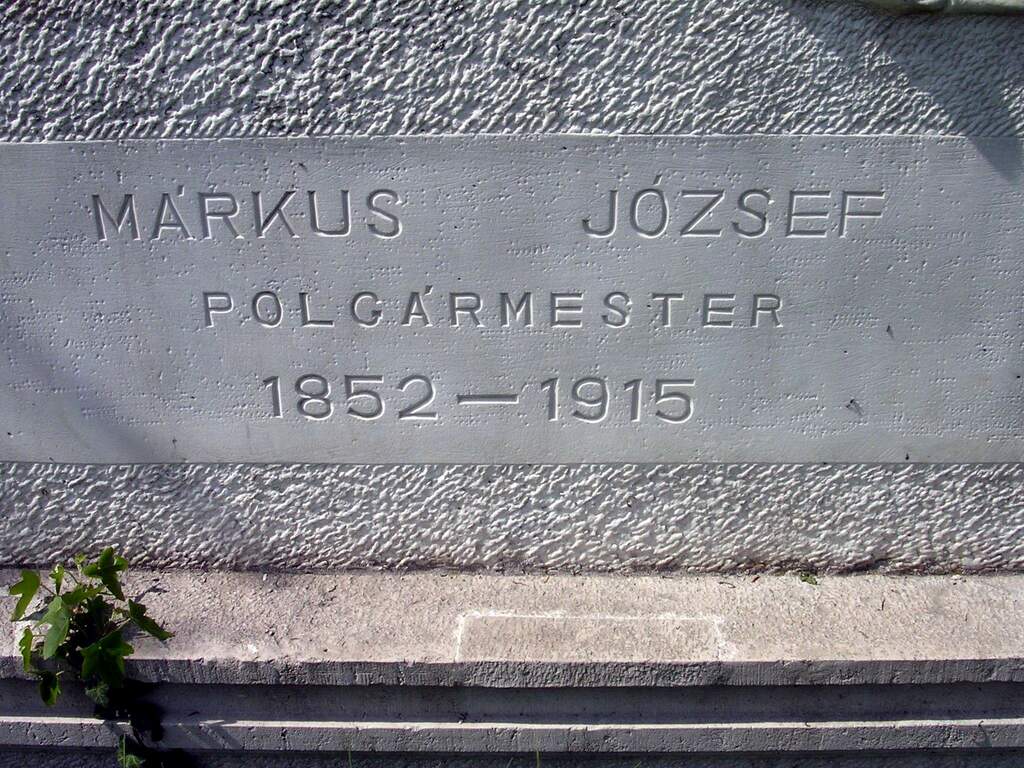 MÁRKUS JÓZSEF
POLGÁRMESTER
1852 — 1915